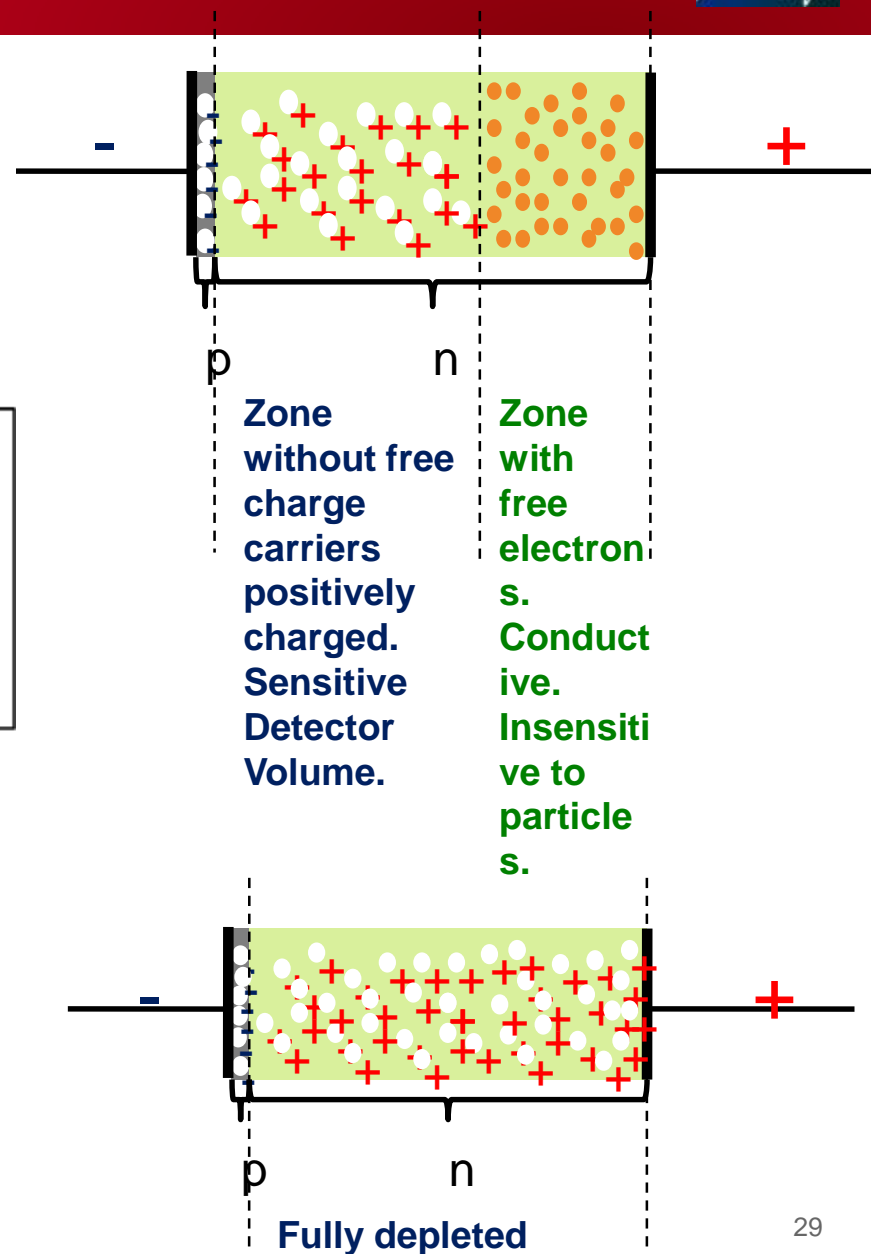 - +
p n
Zone
without free
charge
carriers
positively
charged.
Sensitive
Detector
Volume.
Zone
with
free
electron
s.
Conduct
ive.
Insensiti
ve to
particle
s.
- +
p n
Fully depleted
29